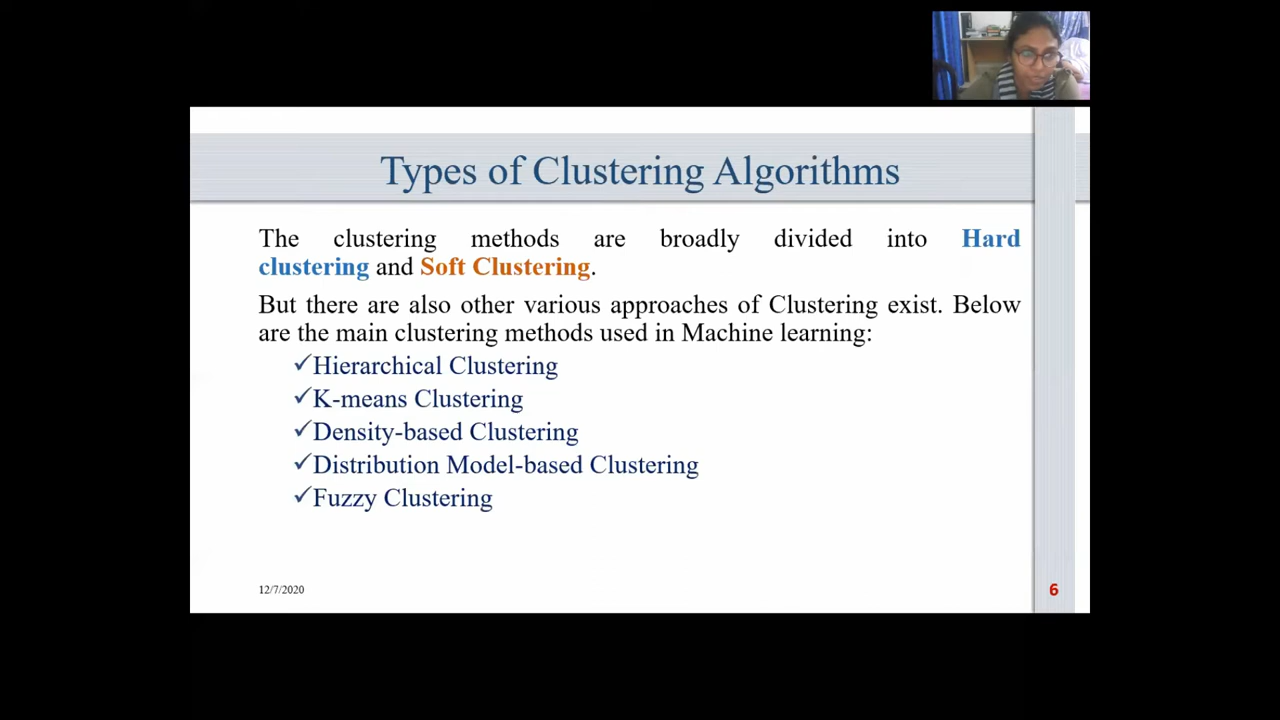 Types of Clustering Algorithms
The clustering methods are broadly divided into Hard
clustering and Soft Clustering.
But there are also other various approaches of Clustering exist. Below
are the main clustering methods used in Machine learning:
✓Hierarchical Clustering
✓K-means Clustering
✓Density-based Clustering
✓Distribution Model-based Clustering
✓Fuzzy Clustering
12/7/2020
6